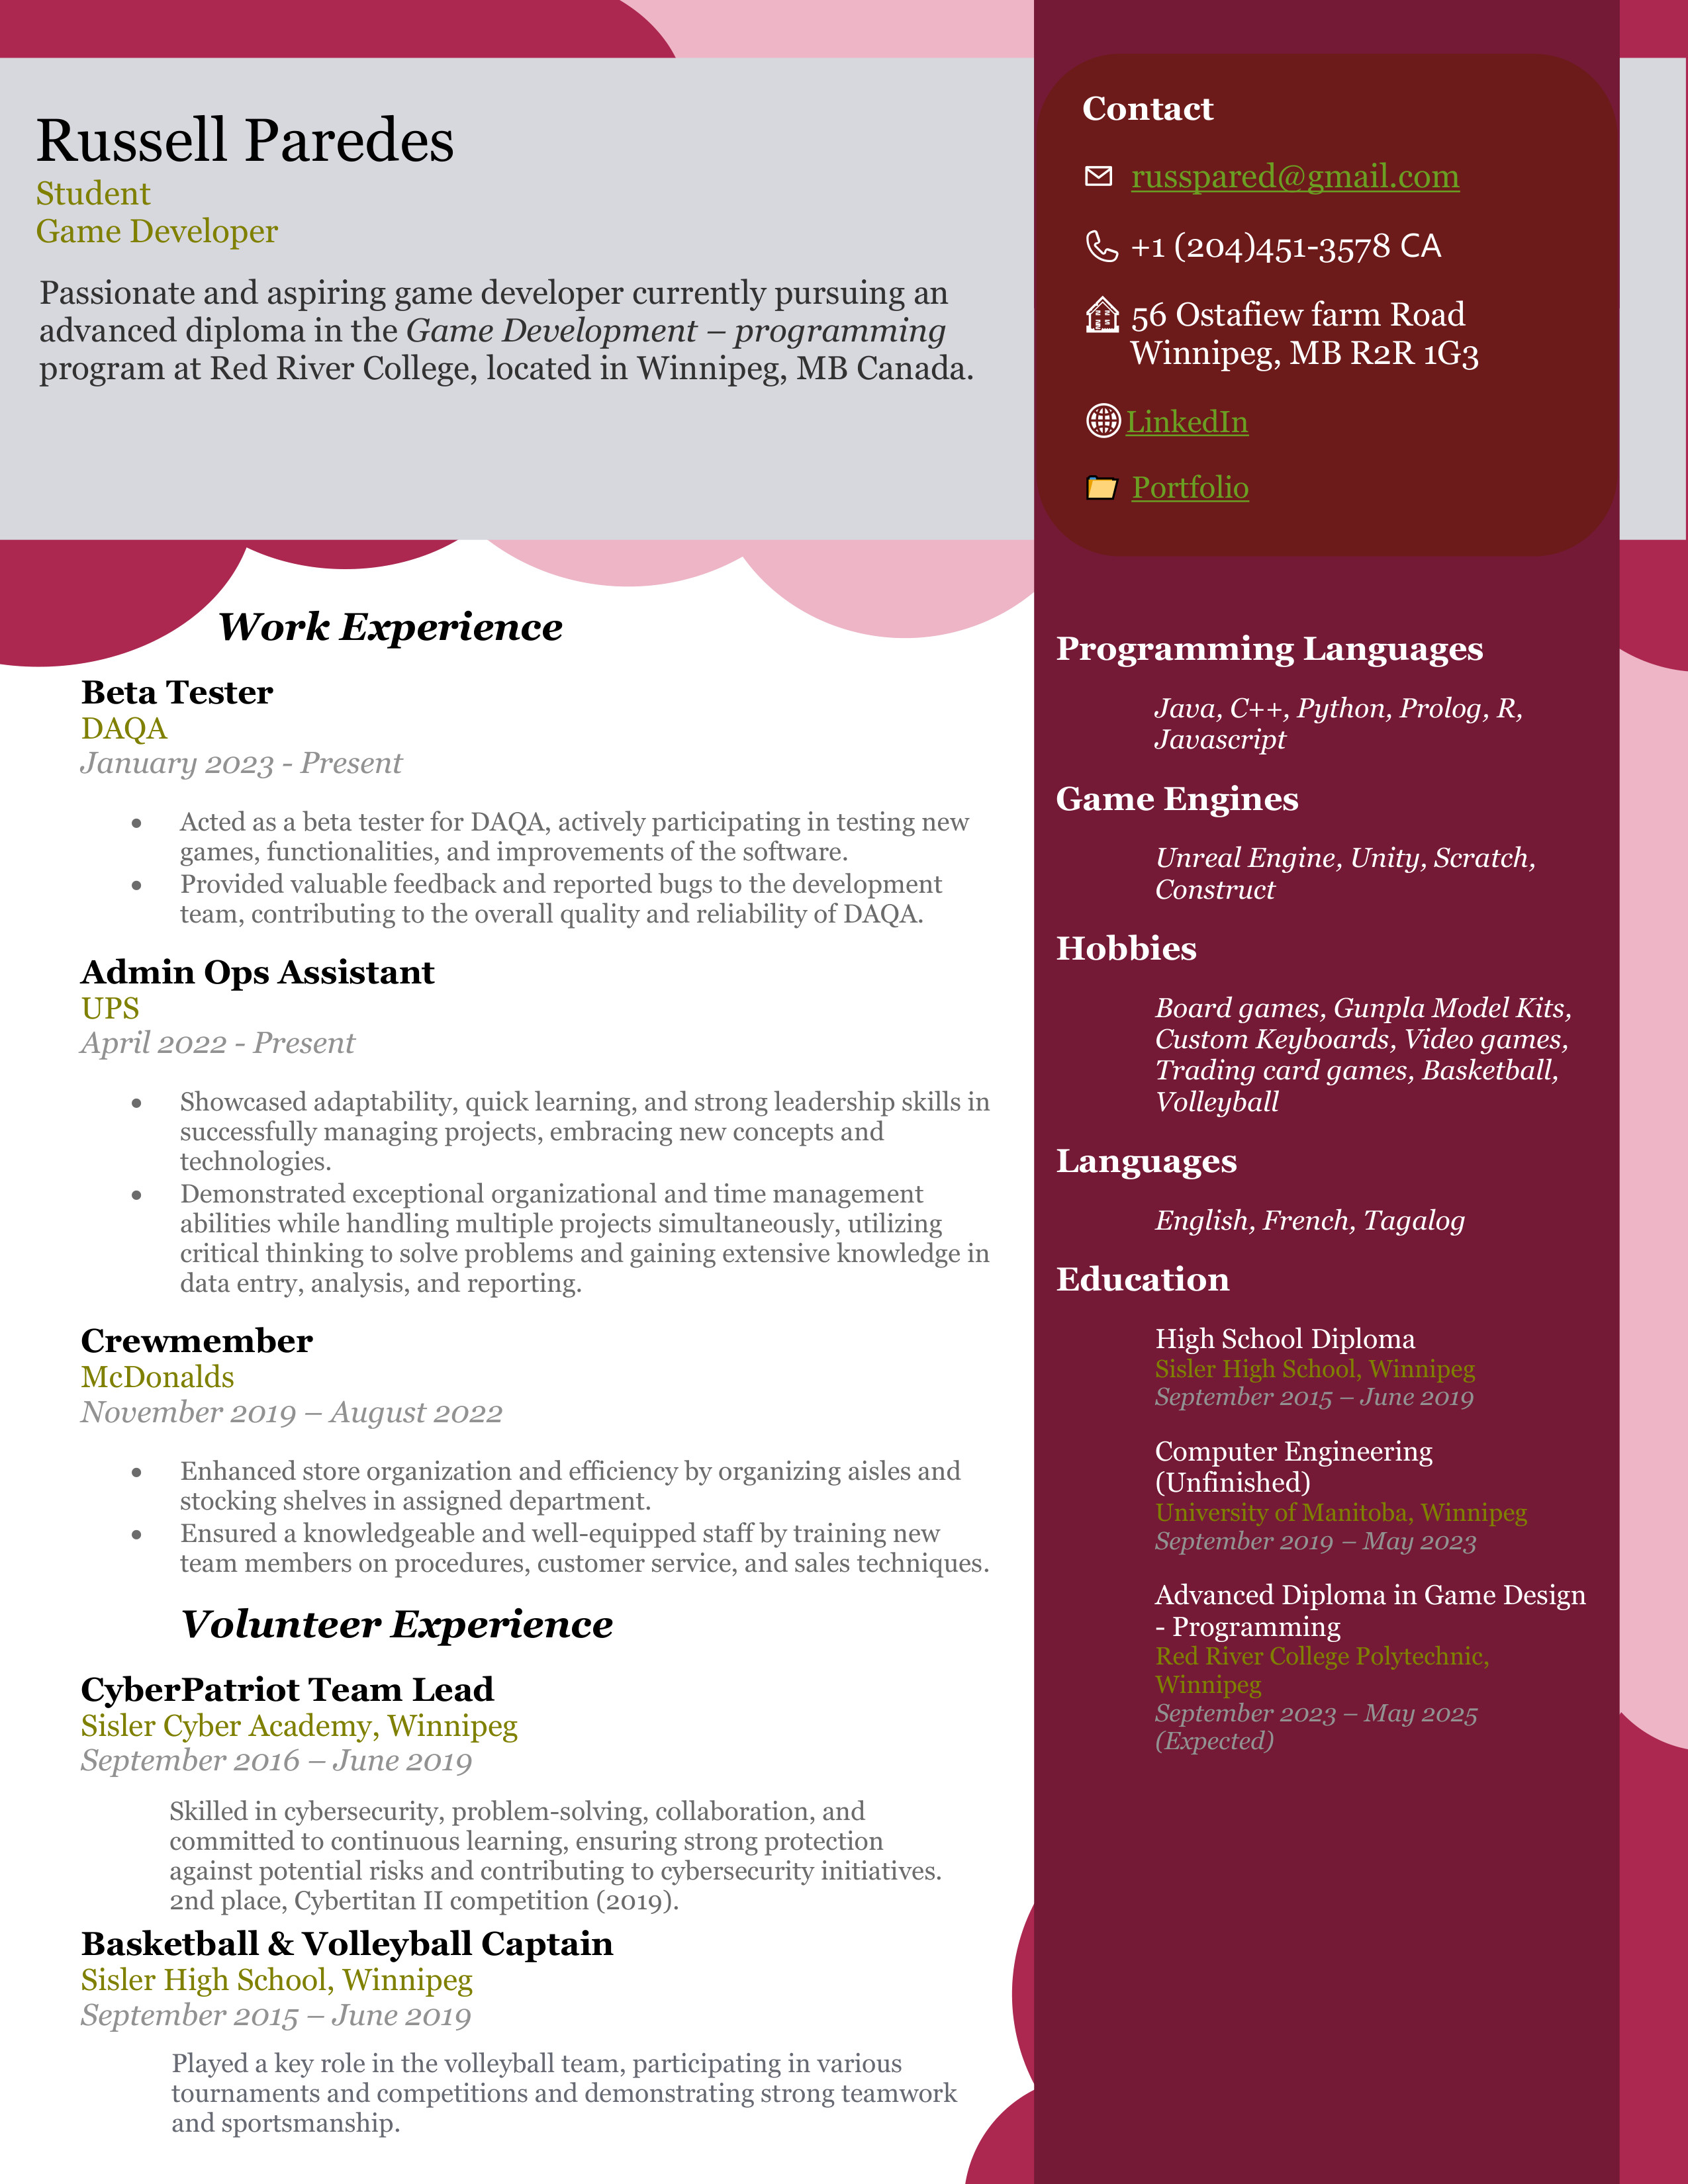 Russell Paredes
Student
Game Developer
Passionate and aspiring game developer currently pursuing an
advanced diploma in the Game Development – programming
program at Red River College, located in Winnipeg, MB Canada.
Contact
russpared@gmail.com
+1 (204)451-3578 CA
56 Ostafiew farm Road
Winnipeg, MB R2R 1G3
LinkedIn
Portfolio
Work Experience
Beta Tester
DAQA
January 2023 - Present
• Acted as a beta tester for DAQA, actively participating in testing new
games, functionalities, and improvements of the software.
• Provided valuable feedback and reported bugs to the development
team, contributing to the overall quality and reliability of DAQA.
Admin Ops Assistant
UPS
April 2022 - Present
• Showcased adaptability, quick learning, and strong leadership skills in
successfully managing projects, embracing new concepts and
technologies.
• Demonstrated exceptional organizational and time management
abilities while handling multiple projects simultaneously, utilizing
critical thinking to solve problems and gaining extensive knowledge in
data entry, analysis, and reporting.
Crewmember
McDonalds
November 2019 – August 2022
• Enhanced store organization and efficiency by organizing aisles and
stocking shelves in assigned department.
• Ensured a knowledgeable and well-equipped staff by training new
team members on procedures, customer service, and sales techniques.
Volunteer Experience
CyberPatriot Team Lead
Sisler Cyber Academy, Winnipeg
September 2016 – June 2019
Skilled in cybersecurity, problem-solving, collaboration, and
committed to continuous learning, ensuring strong protection
against potential risks and contributing to cybersecurity initiatives.
2nd place, Cybertitan II competition (2019).
Basketball & Volleyball Captain
Sisler High School, Winnipeg
September 2015 – June 2019
Played a key role in the volleyball team, participating in various
tournaments and competitions and demonstrating strong teamwork
and sportsmanship.
Programming Languages
Java, C++, Python, Prolog, R,
Javascript
Game Engines
Unreal Engine, Unity, Scratch,
Construct
Hobbies
Board games, Gunpla Model Kits,
Custom Keyboards, Video games,
Trading card games, Basketball,
Volleyball
Languages
English, French, Tagalog
Education
High School Diploma
Sisler High School, Winnipeg
September 2015 – June 2019
Computer Engineering
(Unfinished)
University of Manitoba, Winnipeg
September 2019 – May 2023
Advanced Diploma in Game Design
- Programming
Red River College Polytechnic,
Winnipeg
September 2023 – May 2025
(Expected)